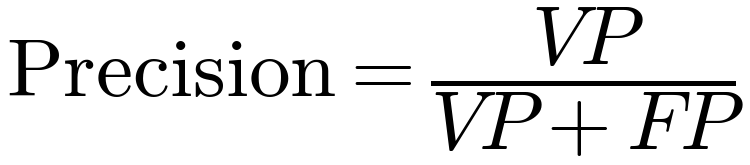 Precision = VP / VP + FP